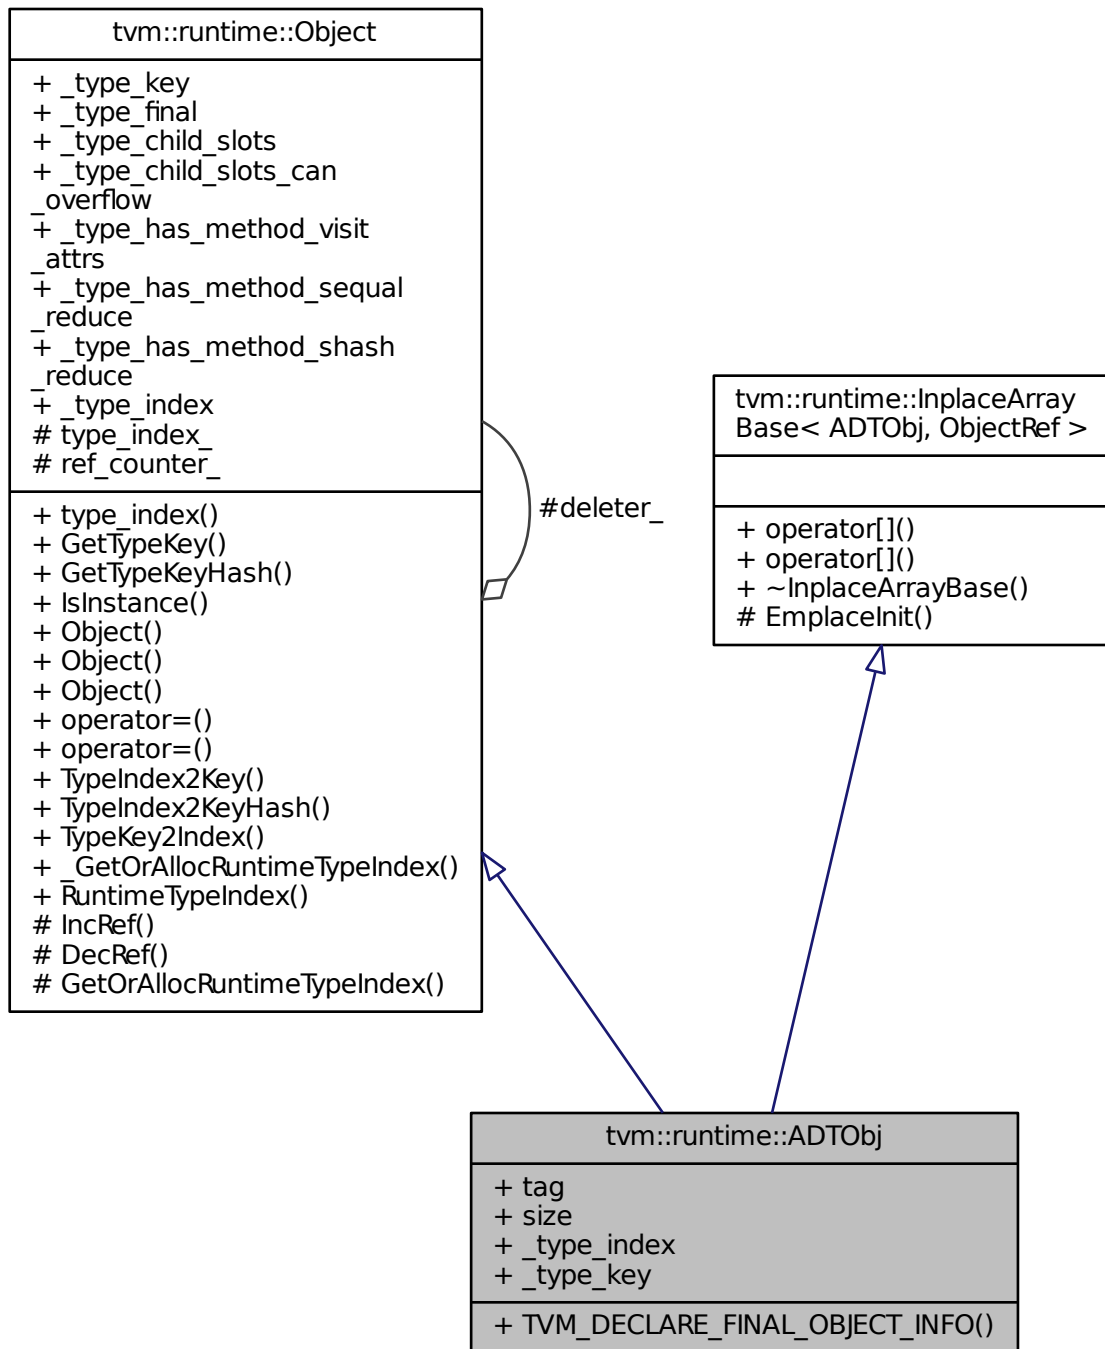 tvm::runtime::Object
+ _type_key
+ _type_final
+ _type_child_slots
+ _type_child_slots_can
_overflow
+ _type_has_method_visit
_attrs
+ _type_has_method_sequal
_reduce
+ _type_has_method_shash
_reduce
+ _type_index
# type_index_
# ref_counter_
+ type_index()
+ GetTypeKey()
+ GetTypeKeyHash()
+ IsInstance()
+ Object()
+ Object()
+ Object()
+ operator=()
+ operator=()
+ TypeIndex2Key()
+ TypeIndex2KeyHash()
+ TypeKey2Index()
+ _GetOrAllocRuntimeTypeIndex()
+ RuntimeTypeIndex()
# IncRef()
# DecRef()
# GetOrAllocRuntimeTypeIndex()
#deleter_
tvm::runtime::InplaceArray
Base< ADTObj, ObjectRef >
+ operator[]()
+ operator[]()
+ ~InplaceArrayBase()
# EmplaceInit()
tvm::runtime::ADTObj
+ tag
+ size
+ _type_index
+ _type_key
+ TVM_DECLARE_FINAL_OBJECT_INFO()